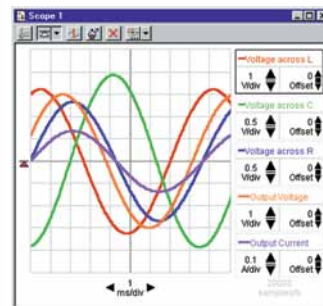 Scope 1
Voltage across L
1
V/div
0
Offset
Voltage across C
0.5
V/div
0
Offset
Voltage across R
0.5
V/div
0
Offset
Output Voltage
1
V/div
0
Offset
Output Current
0.1
A/div
0
Offset
1
ms/div
20000
samples/s